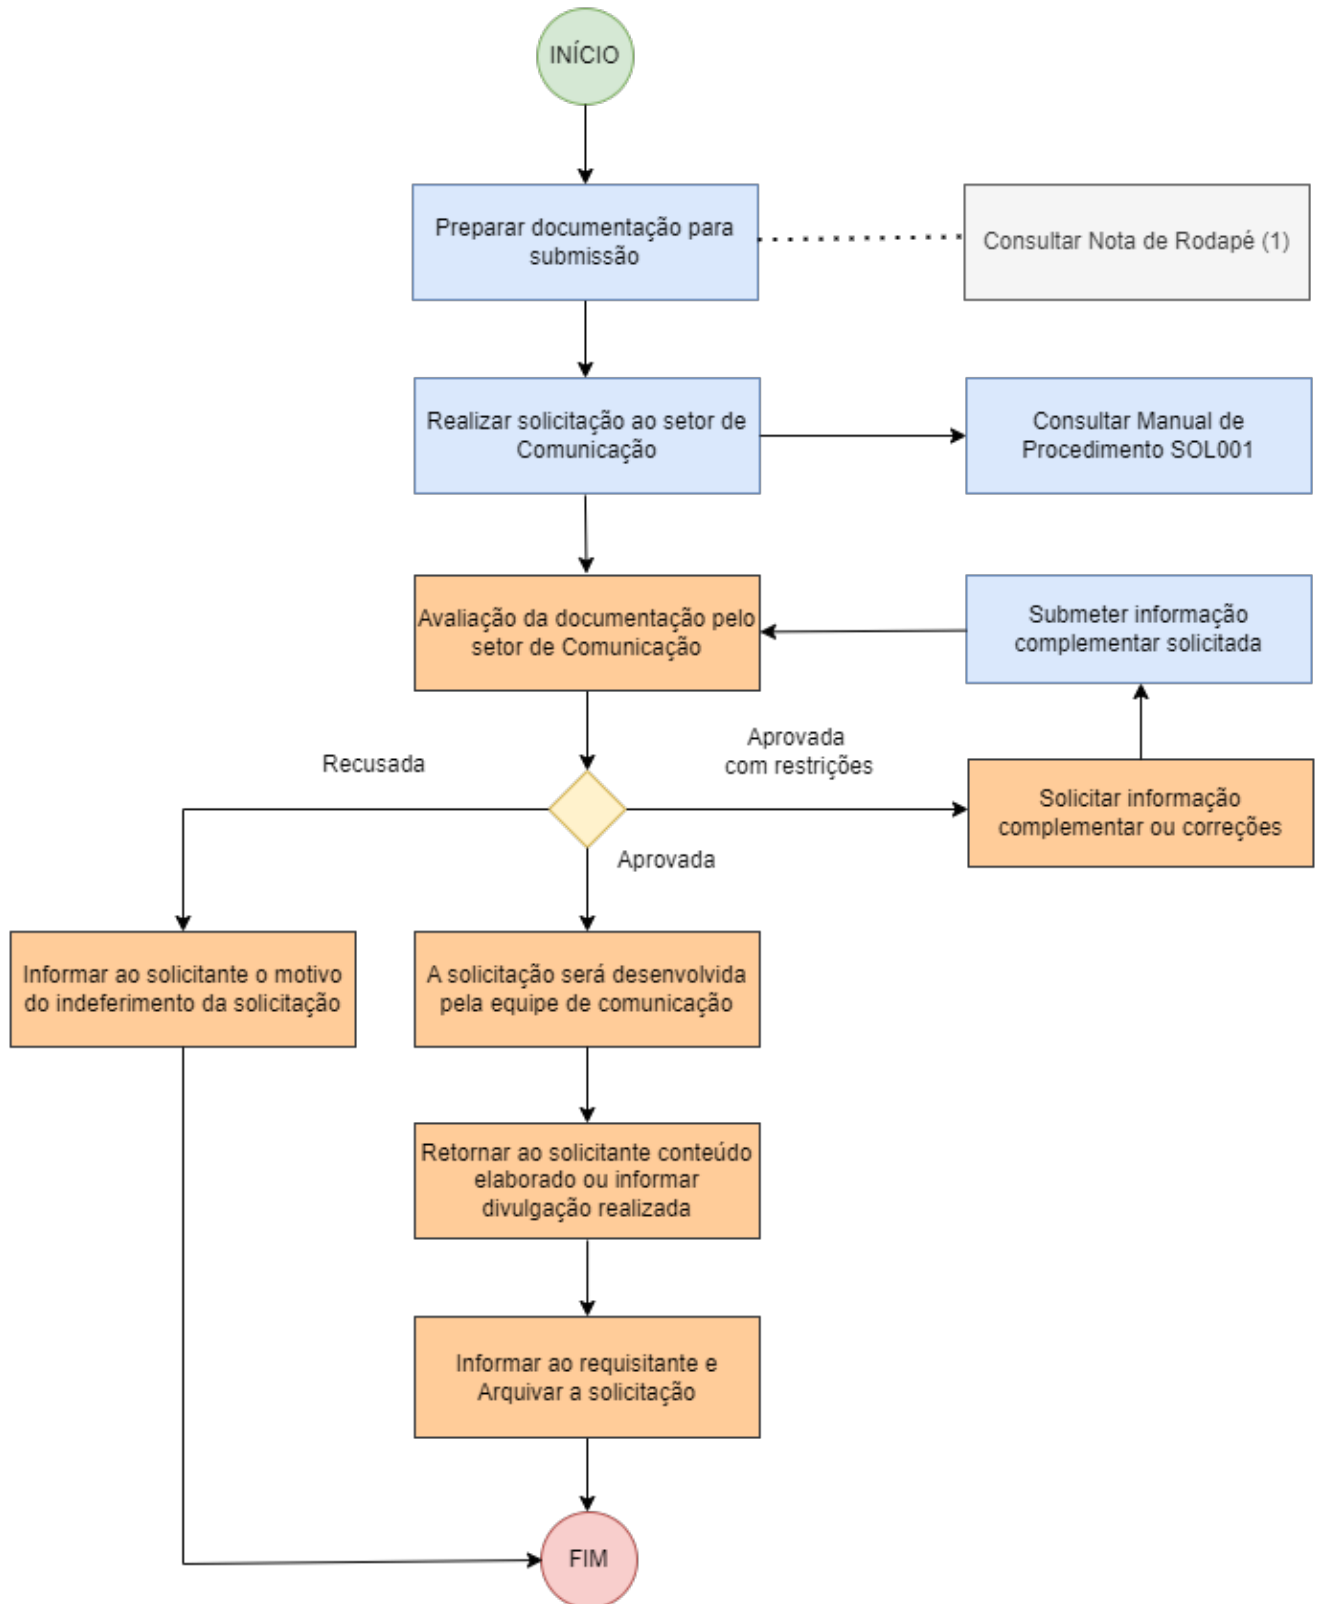 INÍCIO
Preparar documentação para
submissão
Consultar Nota de Rodapé (1)
Realizar solicitação ao setor de
Comunicação
Consultar Manual de
Procedimento SOL001
Avaliação da documentação pelo
setor de Comunicação
Submeter informação
complementar solicitada
Recusada
Aprovada
com restrições
Solicitar informação
complementar ou correções
Aprovada
Informar ao solicitante o motivo
do indeferimento da solicitação
A solicitação será desenvolvida
pela equipe de comunicação
Retornar ao solicitante conteúdo
elaborado ou informar
divulgação realizada
Informar ao requisitante e
Arquivar a solicitação
FIM